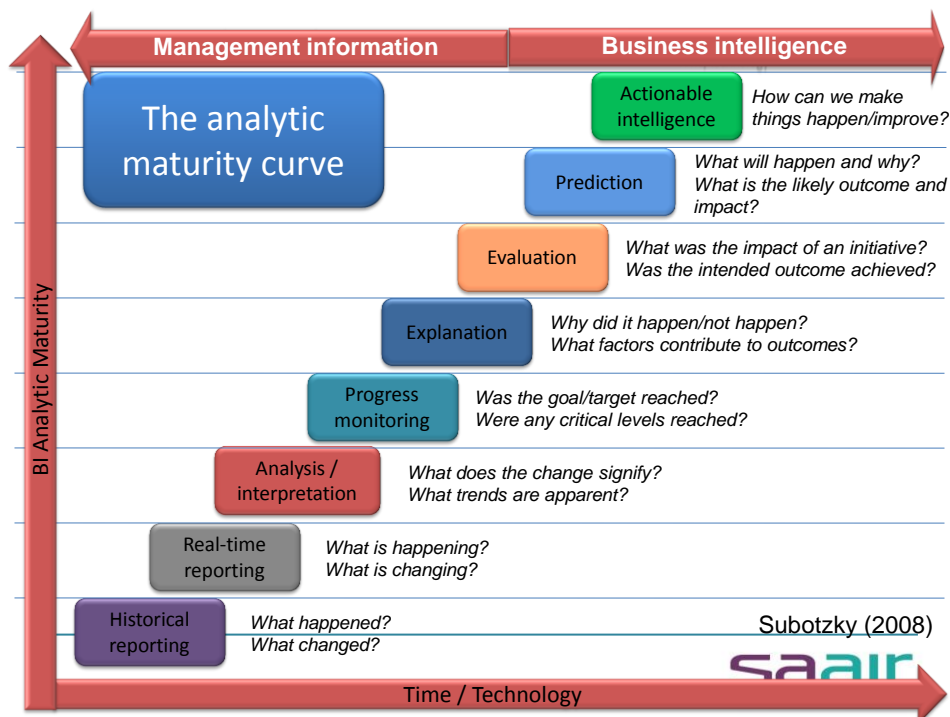 Management information
Business intelligence
The analytic
maturity curve
Actionable
intelligence
How can we make
things happen/improve?
Prediction
What will happen and why?
What is the likely outcome and
impact?
Evaluation
What was the impact of an initiative?
Was the intended outcome achieved?
Explanation
Why did it happen/not happen?
What factors contribute to outcomes?
Progress
monitoring
Was the goal/target reached?
Were any critical levels reached?
Analysis /
interpretation
What does the change signify?
What trends are apparent?
Real-time
reporting
What is happening?
What is changing?
Historical
reporting
What happened?
What changed?
Subotzky (2008)
saair
BI Analytic Maturity
Time / Technology